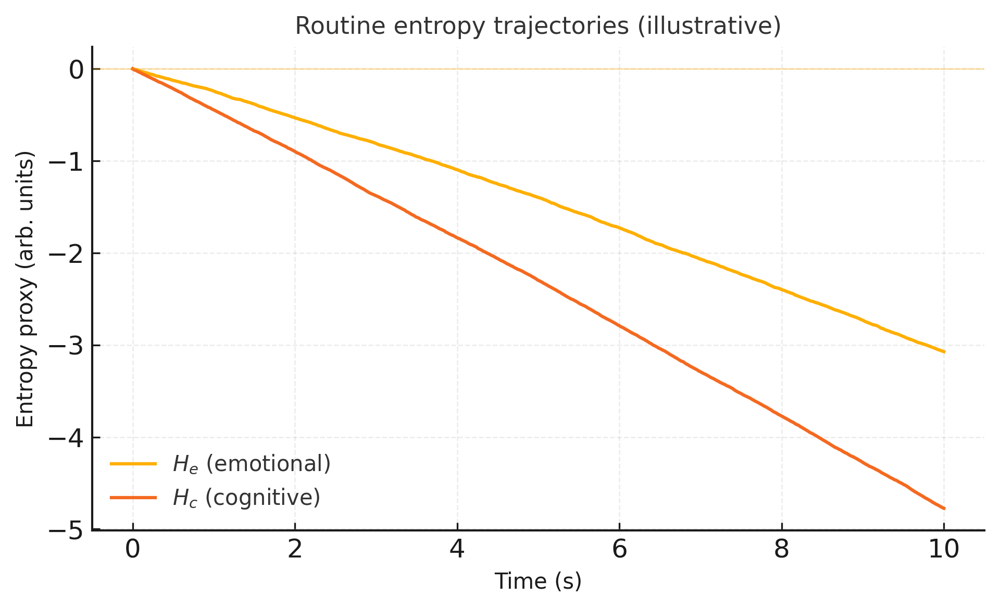 Routine entropy trajectories (illustrative)
Entropy proxy (arb. units)
0
−1
−2
−3
−4
−5
H_e (emotional)
H_c (cognitive)
0 2 4 6 8 10
Time (s)